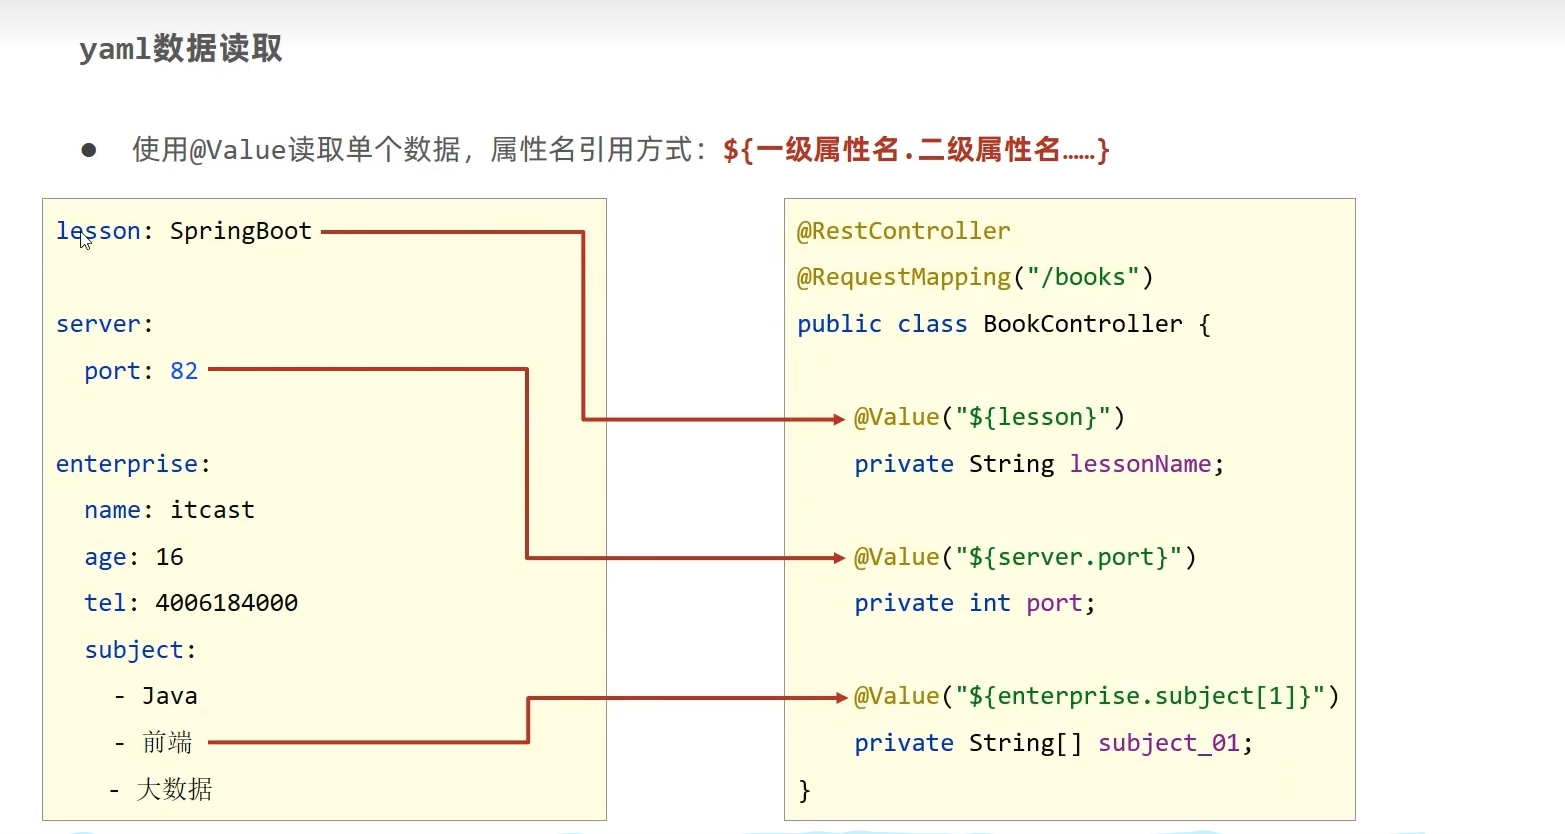 yaml数据读取
● 使用@Value读取单个数据，属性名引用方式：${一级属性名.二级属性名……}
lesson: SpringBoot
server:
port: 82
enterprise:
name: itcast
age: 16
tel: 4006184000
subject:
- Java
- 前端
- 大数据
@RestController
@RequestMapping("/books")
public class BookController {
@Value("${lesson}")
private String lessonName;
@Value("${server.port}")
private int port;
@Value("${enterprise.subject[1]}")
private String[] subject_01;
}